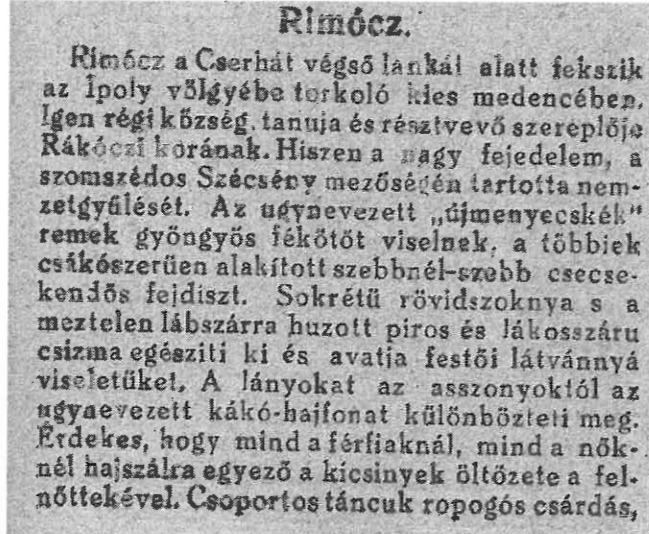 Rimócz.
Rimócz a Cserhát végső lankái alatt fekszik
az Ipoly völgyébe torkoló kies medencében.
Igen régi község, tanuja és résztvevő szereplője
Rákóczi korának. Hiszen a nagy fejedelem, a
szomszédos Szécsény mezőségén tartotta nem-
zetgyűlését. Az ugynevezett „újmenyecskék"
remek gyöngyös fékötőt viselnek, a többiek
csákószerűen alakított szebbnél-szebb csecse-
kendős fejdiszt. Sokrétű rövidszoknya s a
meztelen lábszárra huzott piros és lákosszáru
csizma egésziti ki és avatja festői látvánnyá
viseletüket. A lányokat az asszonyoktól az
ugynevezett kákó-hajfonat különbözteti meg.
Érdekes, hogy mind a férfiaknál, mind a nők-
nél hajszálra egyező a kicsinyek öltözete a fel-
nőttekével. Csoportos táncuk ropogós csárdás,